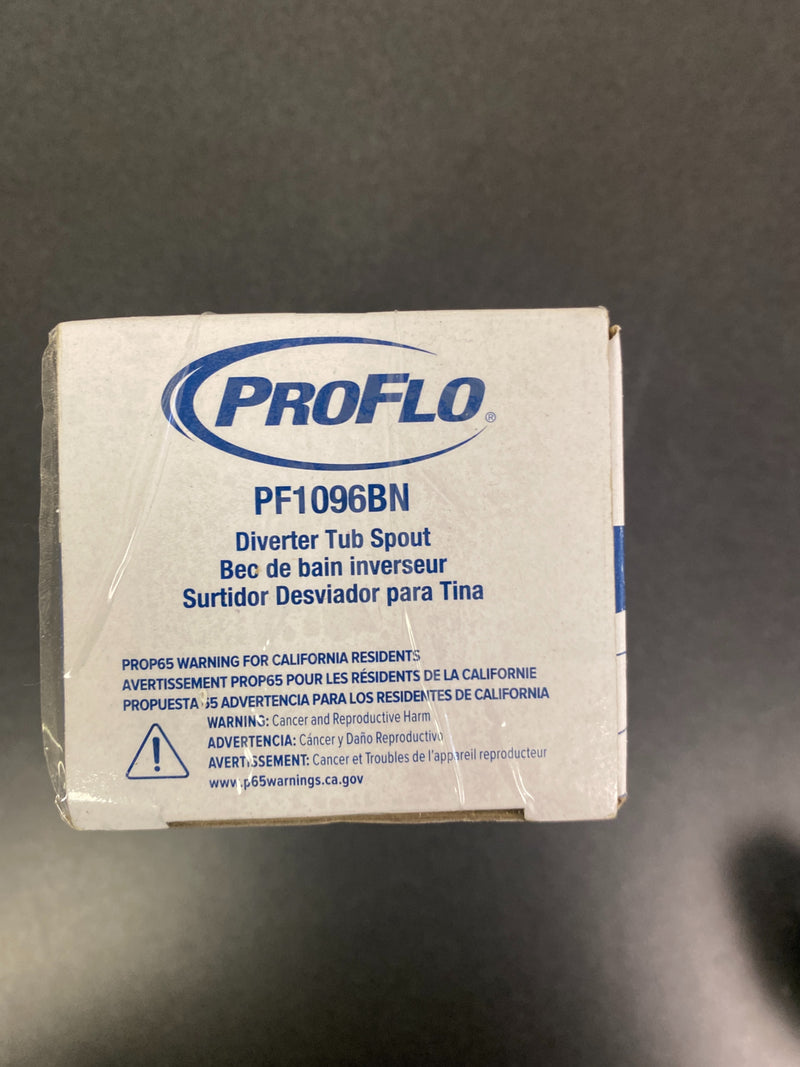 PROFLO®
PF1096BN
Diverter Tub Spout
Bec de bain inverseur
Surtidor Desviador para Tina
PROP65 WARNING FOR CALIFORNIA RESIDENTS
AVERTISSEMENT PROP65 POUR LES RÉSIDENTS DE LA CALIFORNIE
PROPUESTA 65 ADVERTENCIA PARA LOS RESIDENTES DE CALIFORNIA
WARNING: Cancer and Reproductive Harm
ADVERTENCIA: Cáncer y Daño Reproductivo
AVERTISSEMENT: Cancer et Troubles de l'appareil reproducteur
www.p65warnings.ca.gov